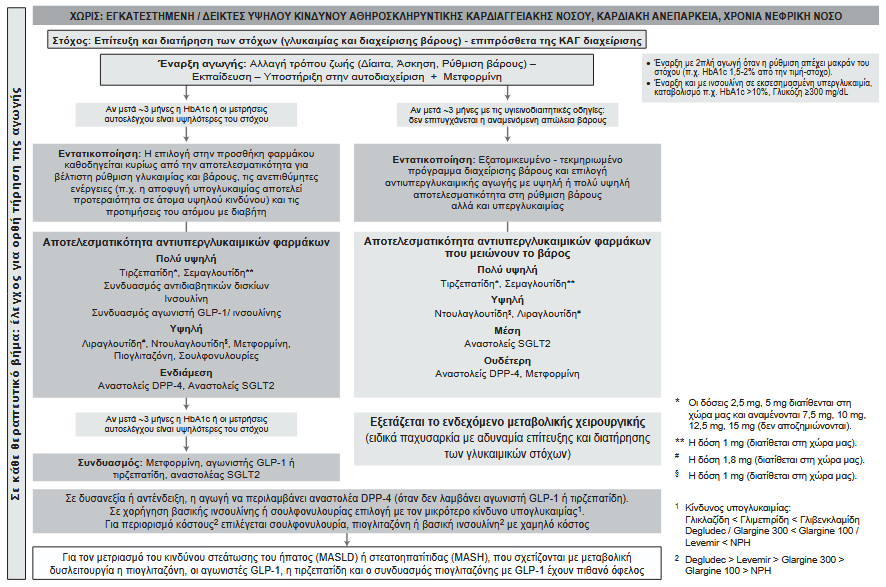 ΧΩΡΙΣ: ΕΓΚΑΤΕΣΤΗΜΕΝΗ / ΔΕΙΚΤΕΣ ΥΨΗΛΟΥ ΚΙΝΔΥΝΟΥ ΑΘΗΡΟΣΚΛΗΡΥΝΤΙΚΗΣ ΚΑΡΔΙΑΓΓΕΙΑΚΗΣ ΝΟΣΟΥ, ΚΑΡΔΙΑΚΗ ΑΝΕΠΑΡΚΕΙΑ, ΧΡΟΝΙΑ ΝΕΦΡΙΚΗ ΝΟΣΟ
Σε κάθε θεραπευτικό βήμα: έλεγχος για ορθή τήρηση της αγωγής
Στόχος: Επίτευξη και διατήρηση των στόχων (γλυκαιμίας και διαχείρισης βάρους) - επιπρόσθετα της ΚΑΓ διαχείρισης
Έναρξη αγωγής: Αλλαγή τρόπου ζωής (Δίαιτα, Άσκηση, Ρύθμιση βάρους) –
Εκπαίδευση – Υποστήριξη στην αυτοδιαχείριση + Μετφορμίνη
• Έναρξη με 2πλή αγωγή όταν η ρύθμιση απέχει μακράν του
στόχου (π.χ. HbA1c 1,5-2% από την τιμή-στόχο).
• Έναρξη και με ινσουλίνη σε εκσεσημασμένη υπεργλυκαιμία,
καταβολισμό π.χ. HbA1c >10%, Γλυκόζη ≥300 mg/dL
Αν μετά ~3 μήνες η HbA1c ή οι μετρήσεις
αυτοελέγχου είναι υψηλότερες του στόχου
Αν μετά ~3 μήνες με τις υγιεινοδιαιτητικές οδηγίες:
δεν επιτυγχάνεται η αναμενόμενη απώλεια βάρους
Εντατικοποίηση: Η επιλογή στην προσθήκη φαρμάκου
καθοδηγείται κυρίως από την αποτελεσματικότητα για
βέλτιστη ρύθμιση γλυκαιμίας και βάρους, τις ανεπιθύμητες
ενέργειες (π.χ. η αποφυγή υπογλυκαιμίας αποτελεί
προτεραιότητα σε άτομα υψηλού κινδύνου) και τις
προτιμήσεις του ατόμου με διαβήτη
Εντατικοποίηση: Εξατομικευμένο - τεκμηριωμένο
πρόγραμμα διαχείρισης βάρους και επιλογή
αντιυπεργλυκαιμικής αγωγής με υψηλή ή πολύ υψηλή
αποτελεσματικότητα στη ρύθμιση βάρους
αλλά και υπεργλυκαιμίας
Αποτελεσματικότητα αντιυπεργλυκαιμικών φαρμάκων
Πολύ υψηλή
Τιρζεπατίδη*, Σεμαγλουτίδη**
Συνδυασμός αντιδιαβητικών δισκίων
Ινσουλίνη
Συνδυασμός αγωνιστή GLP-1/ ινσουλίνης
Υψηλή
Λιραγλουτίδη#, Ντουλαγλουτίδη§, Μετφορμίνη,
Πιογλιταζόνη, Σουλφονυλουρίες
Ενδιάμεση
Αναστολείς DPP-4, Αναστολείς SGLT2
Αποτελεσματικότητα αντιυπεργλυκαιμικών φαρμάκων
που μειώνουν το βάρος
Πολύ υψηλή
Τιρζεπατίδη*, Σεμαγλουτίδη**
Υψηλή
Ντουλαγλουτίδη§, Λιραγλουτίδη#
Μέση
Αναστολείς SGLT2
Ουδέτερη
Αναστολείς DPP-4, Μετφορμίνη
Αν μετά ~3 μήνες η HbA1c ή οι μετρήσεις
αυτοελέγχου είναι υψηλότερες του στόχου
Συνδυασμός: Μετφορμίνη, αγωνιστής GLP-1 ή
τιρζεπατίδη, αναστολέας SGLT2
Εξετάζεται το ενδεχόμενο μεταβολικής χειρουργικής
(ειδικά παχυσαρκία με αδυναμία επίτευξης και διατήρησης
των γλυκαιμικών στόχων)
Σε δυσανεξία ή αντένδειξη, η αγωγή να περιλαμβάνει αναστολέα DPP-4 (όταν δεν λαμβάνει αγωνιστή GLP-1 ή τιρζεπατίδη).
Σε χορήγηση βασικής ινσουλίνης ή σουλφονυλουρίας επιλογή με τον μικρότερο κίνδυνο υπογλυκαιμίας1.
Για περιορισμό κόστους2 επιλέγεται σουλφονυλουρία, πιογλιταζόνη ή βασική ινσουλίνη2 με χαμηλό κόστος
Για τον μετριασμό του κινδύνου στεάτωσης του ήπατος (MASLD) ή στεατοηπατίτιδας (MASH), που σχετίζονται με μεταβολική
δυσλειτουργία η πιογλιταζόνη, οι αγωνιστές GLP-1, η τιρζεπατίδη και ο συνδυασμός πιογλιταζόνης με GLP-1 έχουν πιθανό όφελος
* Οι δόσεις 2,5 mg, 5 mg διατίθενται στη
χώρα μας και αναμένονται 7,5 mg, 10 mg,
12,5 mg, 15 mg (δεν αποζημιώνονται).
** Η δόση 1 mg (διατίθεται στη χώρα μας).
# Η δόση 1,8 mg (διατίθεται στη χώρα μας).
§ Η δόση 1 mg (διατίθεται στη χώρα μας).
1 Κίνδυνος υπογλυκαιμίας:
Γλικλαζίδη < Γλιμεπιρίδη < Γλιβενκλαμίδη
Degludec / Glargine 300 < Glargine 100 /
Levemir < NPH
2 Degludec > Levemir > Glargine 300 >
Glargine 100 > NPH